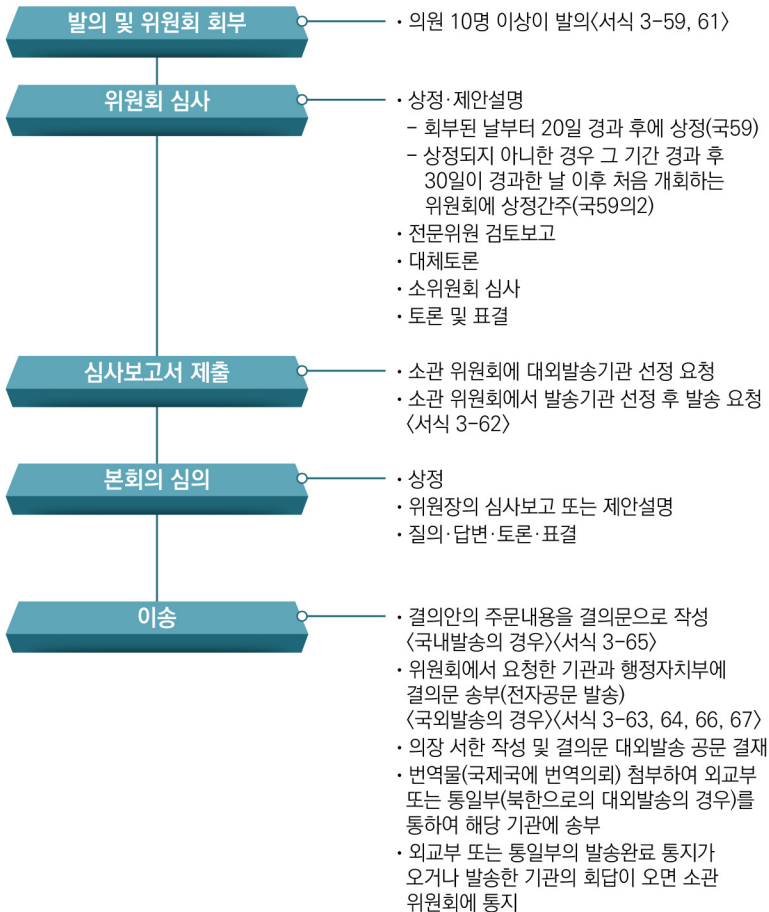 발의 및 위원회 회부
· 의원 10명 이상이 발의〈서식 3-59, 61〉
위원회 심사
· 상정·제안설명
- 회부된 날부터 20일 경과 후에 상정(국59)
- 상정되지 아니한 경우 그 기간 경과 후
30일이 경과한 날 이후 처음 개회하는
위원회에 상정간주(국59의2)
· 전문위원 검토보고
· 대체토론
· 소위원회 심사
· 토론 및 표결
심사보고서 제출
· 소관 위원회에 대외발송기관 선정 요청
· 소관 위원회에서 발송기관 선정 후 발송 요청
〈서식 3-62〉
본회의 심의
· 상정
· 위원장의 심사보고 또는 제안설명
· 질의·답변·토론·표결
이송
· 결의안의 주문내용을 결의문으로 작성
〈국내발송의 경우〉〈서식 3-65〉
· 위원회에서 요청한 기관과 행정자치부에
결의문 송부(전자공문 발송)
〈국외발송의 경우〉〈서식 3-63, 64, 66, 67〉
· 의장 서한 작성 및 결의문 대외발송 공문 결재
· 번역물(국제국에 번역의뢰) 첨부하여 외교부
또는 통일부(북한으로의 대외발송의 경우)를
통하여 해당 기관에 송부
· 외교부 또는 통일부의 발송완료 통지가
오거나 발송한 기관의 회답이 오면 소관
위원회에 통지